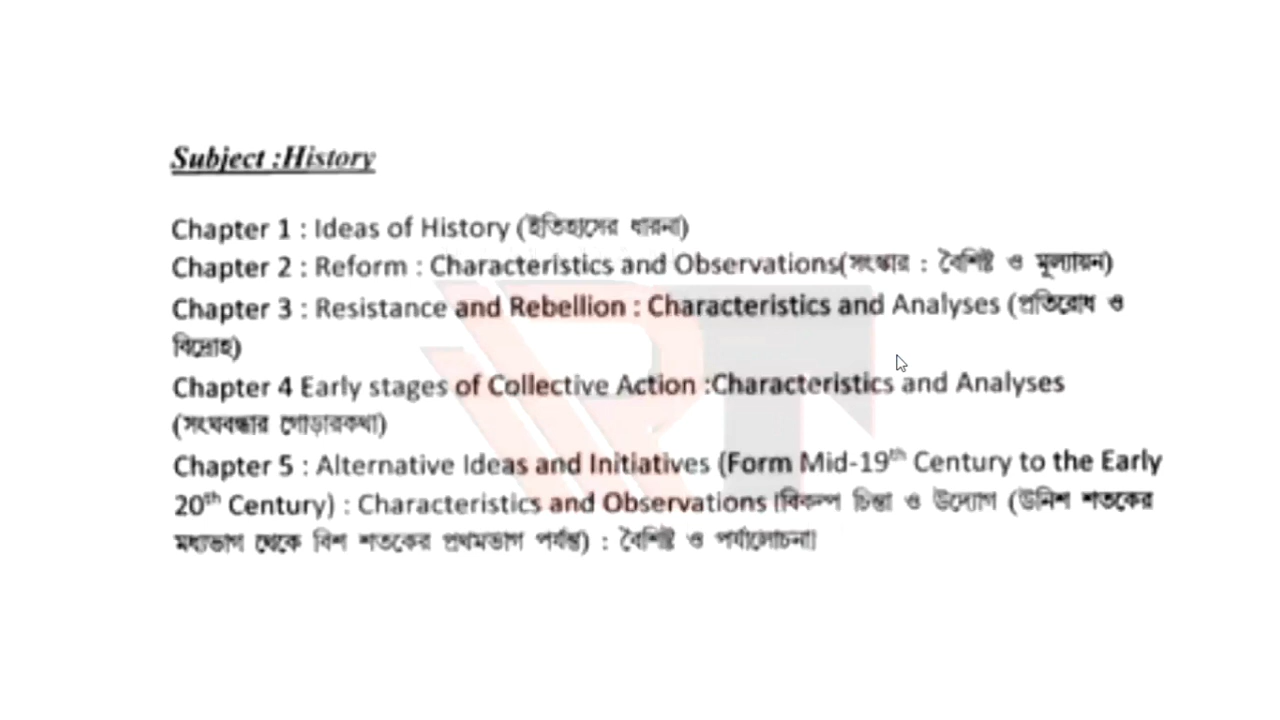 Subject :History
Chapter 1 : Ideas of History (ইতিহাসের ধারনা)
Chapter 2 : Reform : Characteristics and Observations(সংস্কার : বৈশিষ্ট ও মূল্যায়ন)
Chapter 3 : Resistance and Rebellion : Characteristics and Analyses (প্রতিরোধ ও
বিদ্রোহ)
Chapter 4 Early stages of Collective Action :Characteristics and Analyses
(সংঘবদ্ধার গোড়ারকথা)
Chapter 5 : Alternative Ideas and Initiatives (Form Mid-19th Century to the Early
20th Century) : Characteristics and Observations (বিকল্প চিন্তা ও উদ্যোগ (উনিশ শতকের
মধ্যভাগ থেকে বিশ শতকের প্রথমভাগ পর্যন্ত) : বৈশিষ্ট ও পর্যালোচনা)